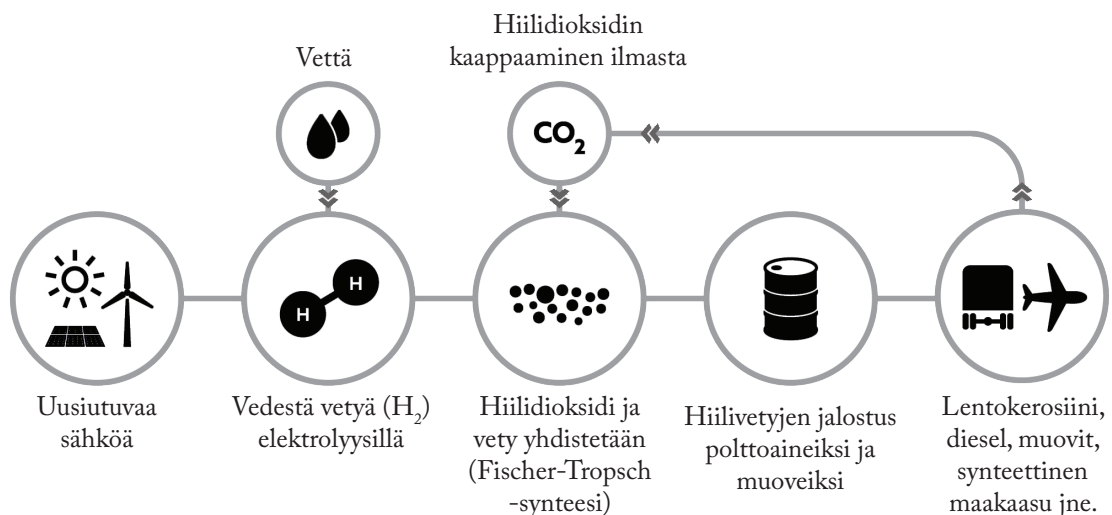 Vettä
Hiilidioksidin
kaappaaminen ilmasta
CO₂
H
H
Uusiutuvaa
sähköä
Vedestä vetyä (H₂)
elektrolyysillä
Hiilidioksidi ja
vety yhdistetään
(Fischer-Tropsch
-synteesi)
Hiilivetyjen jalostus
polttoaineiksi ja
muoveiksi
Lentokerosiini,
diesel, muovit,
synteettinen
maakaasu jne.